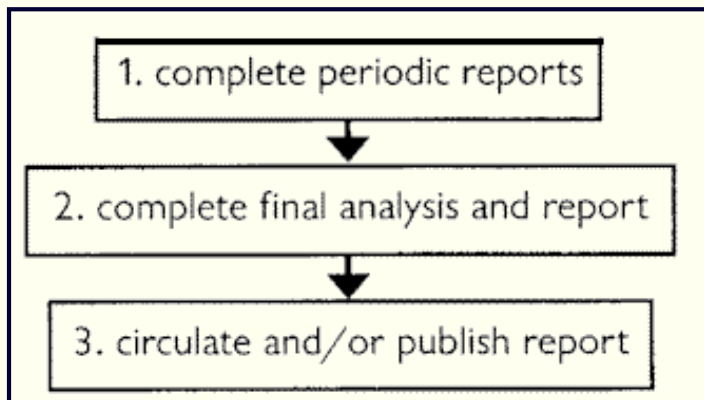 1. complete periodic reports
2. complete final analysis and report
3. circulate and/or publish report